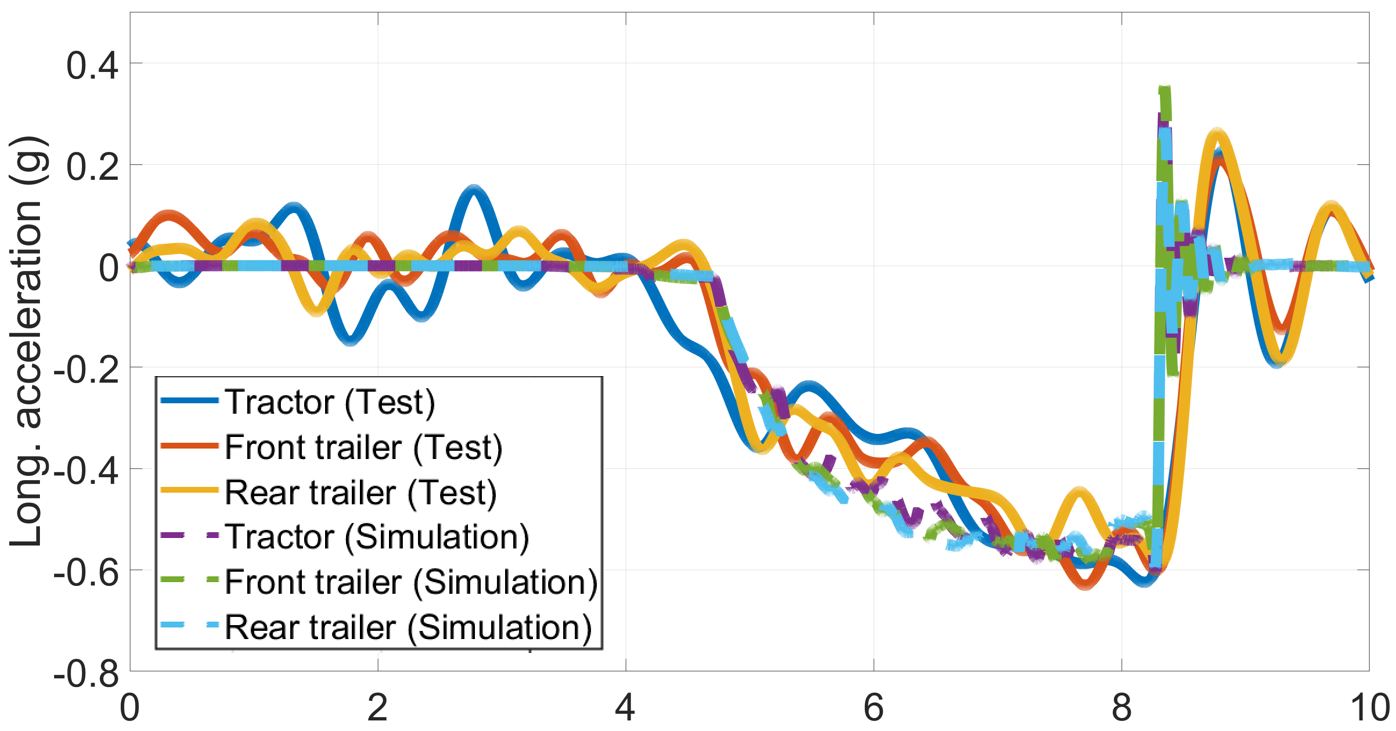 Long. acceleration (g)
0.4
0.2
0
-0.2
-0.4
-0.6
-0.8
Tractor (Test)
Front trailer (Test)
Rear trailer (Test)
Tractor (Simulation)
Front trailer (Simulation)
Rear trailer (Simulation)
0 2 4 6 8 10